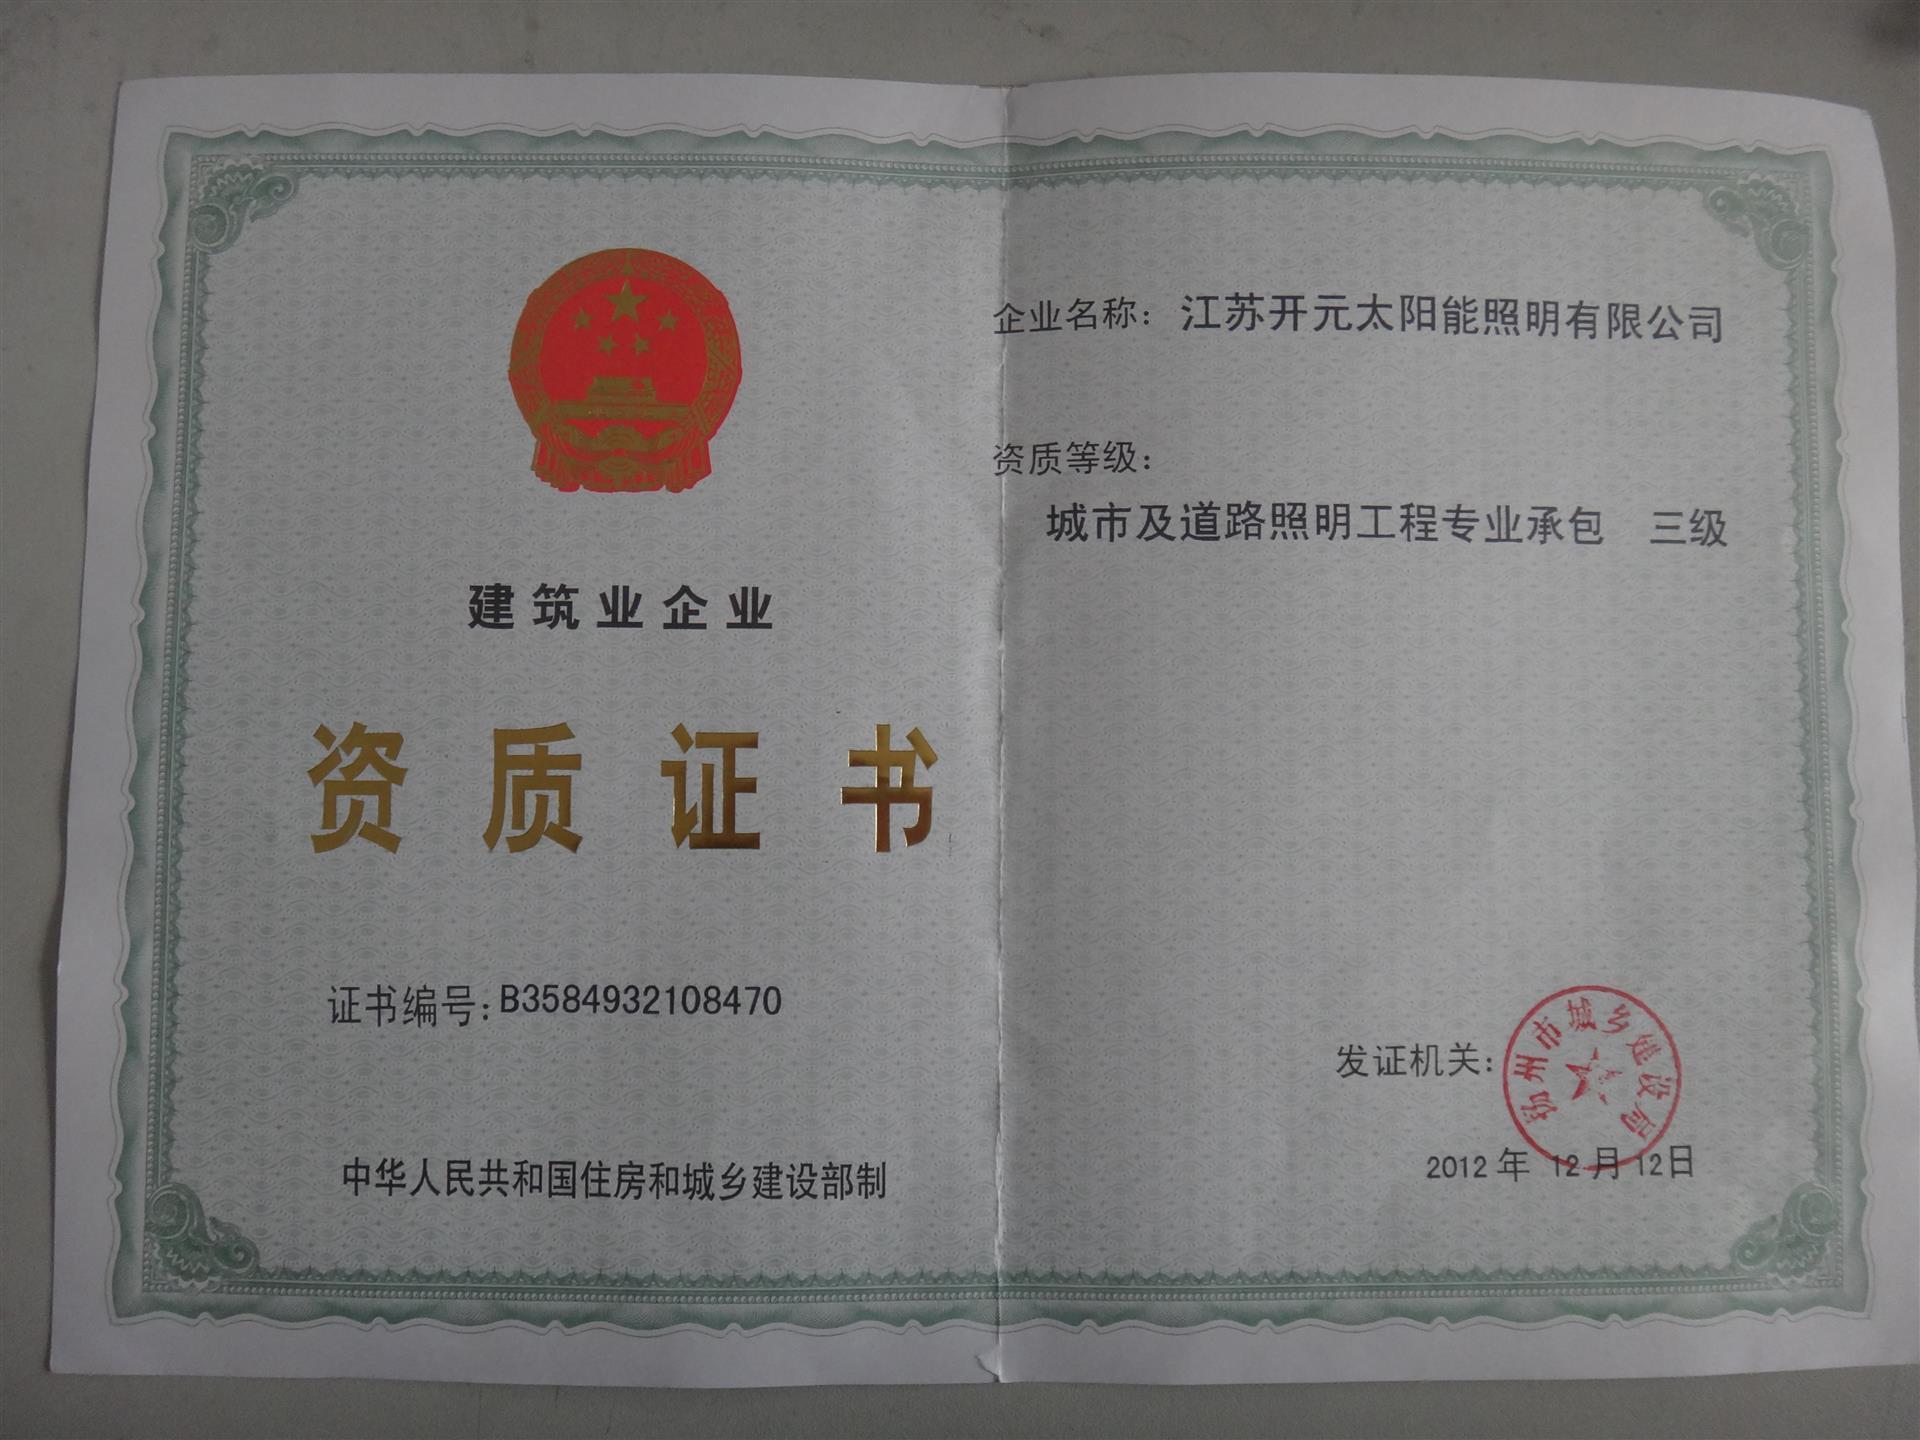 建筑业企业
资质证书
证书编号:B3584932108470
中华人民共和国住房和城乡建设部制
企业名称:江苏开元太阳能照明有限公司
资质等级:
城市及道路照明工程专业承包 三级
发证机关:
州市城乡建设局
2012年 12月12日